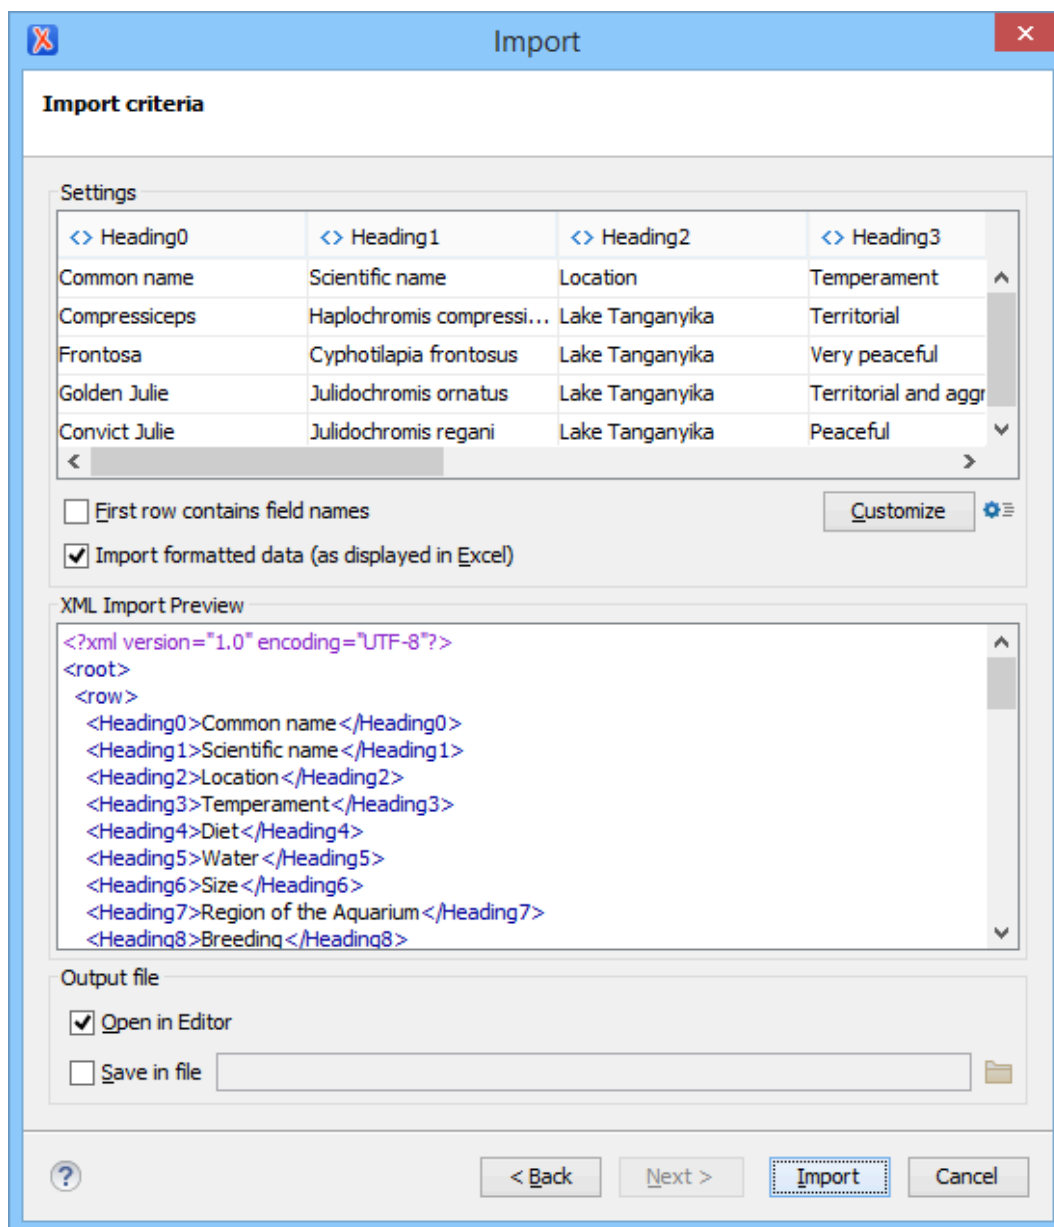 Import
Import criteria
Settings
<> Heading0 <> Heading1 <> Heading2 <> Heading3
Common name Scientific name Location Temperament
Compressiceps Haplochromis compressi... Lake Tanganyika Territorial
Frontosa Cyphotilapia frontosus Lake Tanganyika Very peaceful
Golden Julie Julidochromis ornatus Lake Tanganyika Territorial and aggr
Convict Julie Julidochromis regani Lake Tanganyika Peaceful
First row contains field names Customize
Import formatted data (as displayed in Excel)
XML Import Preview
<?xml version="1.0" encoding="UTF-8"?>
<root>
<row>
<Heading0>Common name</Heading0>
<Heading1>Scientific name</Heading1>
<Heading2>Location</Heading2>
<Heading3>Temperament</Heading3>
<Heading4>Diet</Heading4>
<Heading5>Water</Heading5>
<Heading6>Size</Heading6>
<Heading7>Region of the Aquarium</Heading7>
<Heading8>Breeding</Heading8>
Output file
Open in Editor
Save in file
? < Back Next > Import Cancel